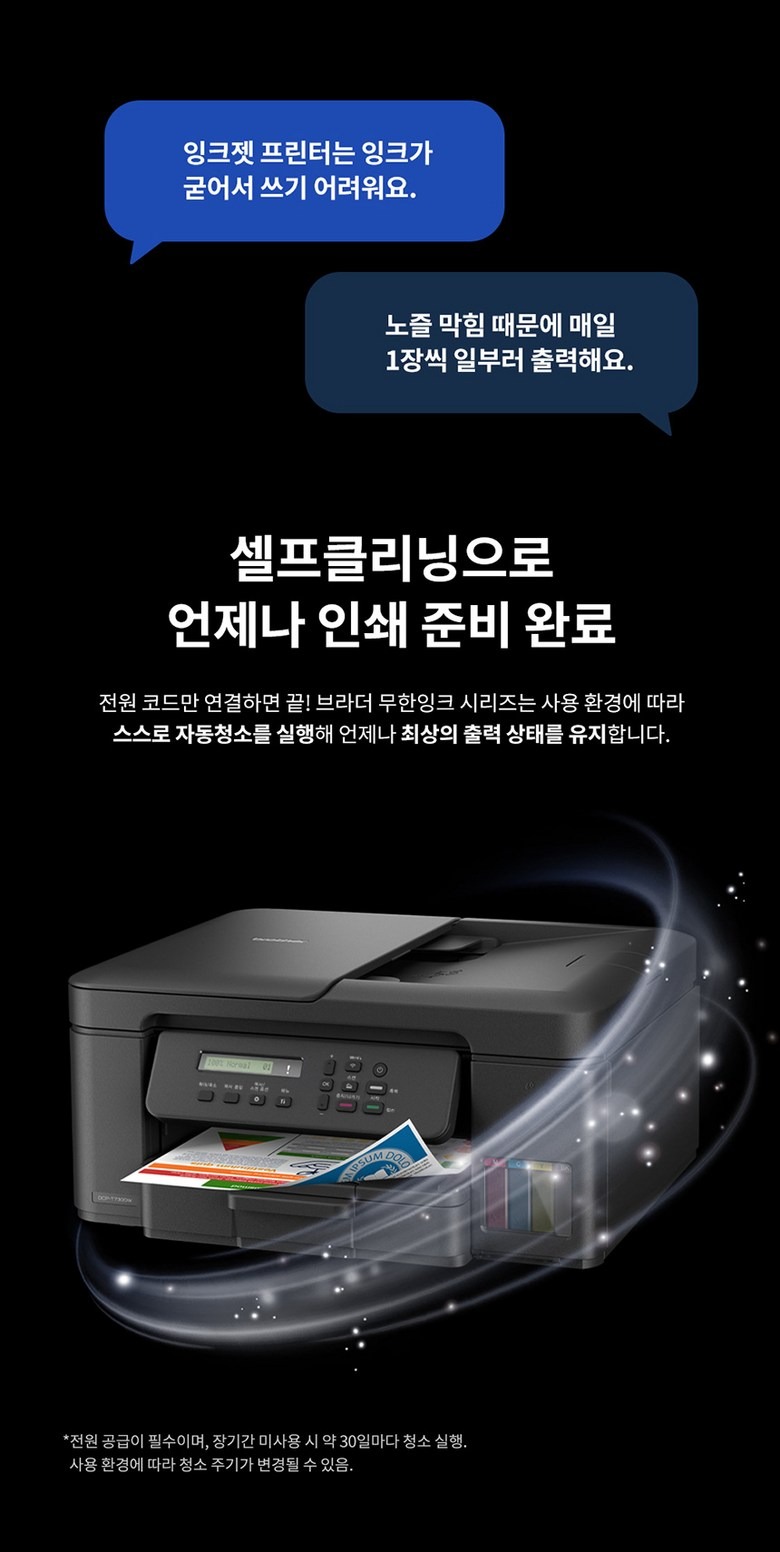 잉크젯 프린터는 잉크가
굳어서 쓰기 어려워요.
노즐 막힘 때문에 매일
1장씩 일부러 출력해요.
셀프클리닝으로
언제나 인쇄 준비 완료
전원 코드만 연결하면 끝! 브라더 무한잉크 시리즈는 사용 환경에 따라
스스로 자동청소를 실행해 언제나 최상의 출력 상태를 유지합니다.
100% Normal 01
OK
M IPSUM DOLO
*전원 공급이 필수이며, 장기간 미사용 시 약 30일마다 청소 실행.
사용 환경에 따라 청소 주기가 변경될 수 있음.